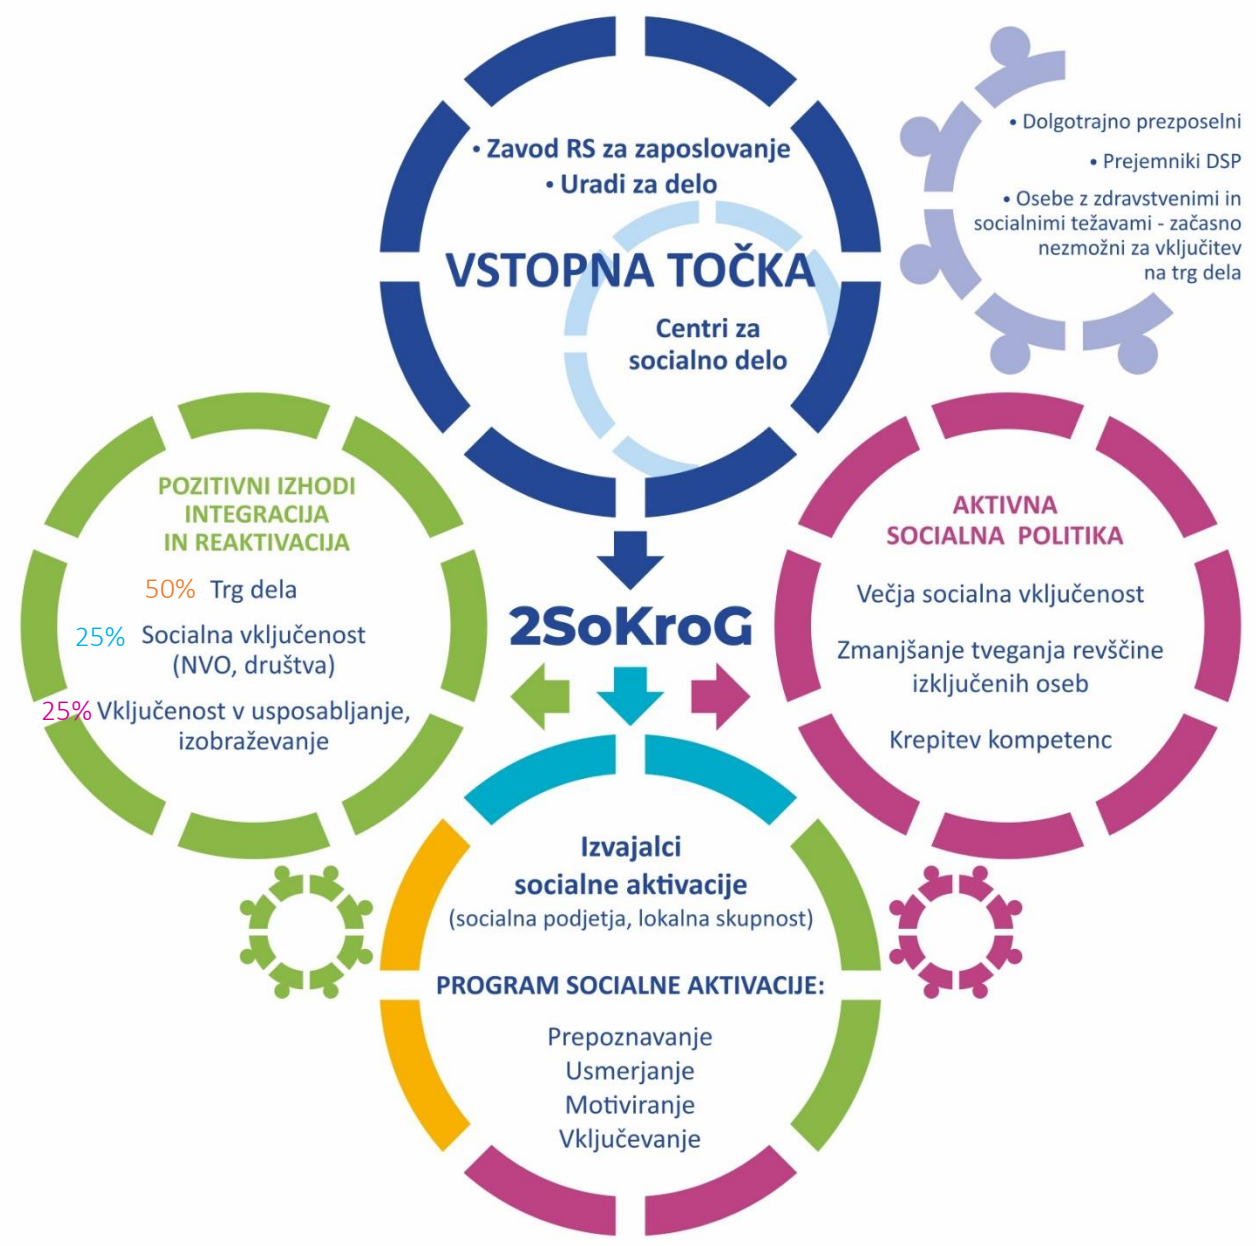 • Zavod RS za zaposlovanje
• Uradi za delo
VSTOPNA TOČKA
Centri za
socialno delo
• Dolgotrajno prezposelni
• Prejemniki DSP
• Osebe z zdravstvenimi in
socialnimi težavami - začasno
nezmožni za vključitev
na trg dela
POZITIVNI IZHODI
INTEGRACIJA
IN REAKTIVACIJA
50% Trg dela
25% Socialna vključenost
(NVO, društva)
25% Vključenost v usposabljanje,
izobraževanje
2SoKroG
AKTIVNA
SOCIALNA POLITIKA
Večja socialna vključenost
Zmanjšanje tveganja revščine
izključenih oseb
Krepitev kompetenc
Izvajalci
socialne aktivacije
(socialna podjetja, lokalna skupnost)
PROGRAM SOCIALNE AKTIVACIJE:
Prepoznavanje
Usmerjanje
Motiviranje
Vključevanje